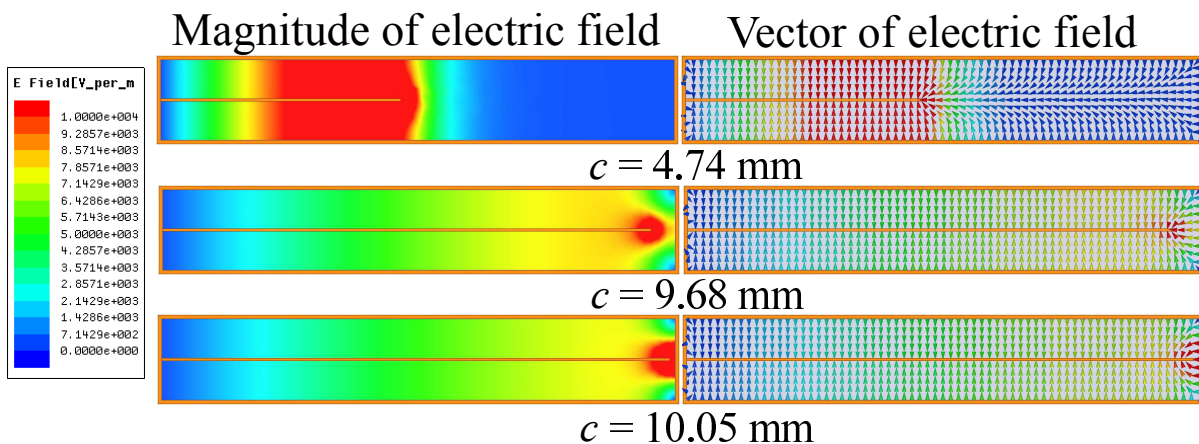 Magnitude of electric field
Vector of electric field
E Field[V_per_m
1.0000e+004
9.2857e+003
8.5714e+003
7.8571e+003
7.1429e+003
6.4286e+003
5.7143e+003
5.0000e+003
4.2857e+003
3.5714e+003
2.8571e+003
2.1429e+003
1.4286e+003
7.1429e+002
0.0000e+000
c = 4.74 mm
c = 9.68 mm
c = 10.05 mm